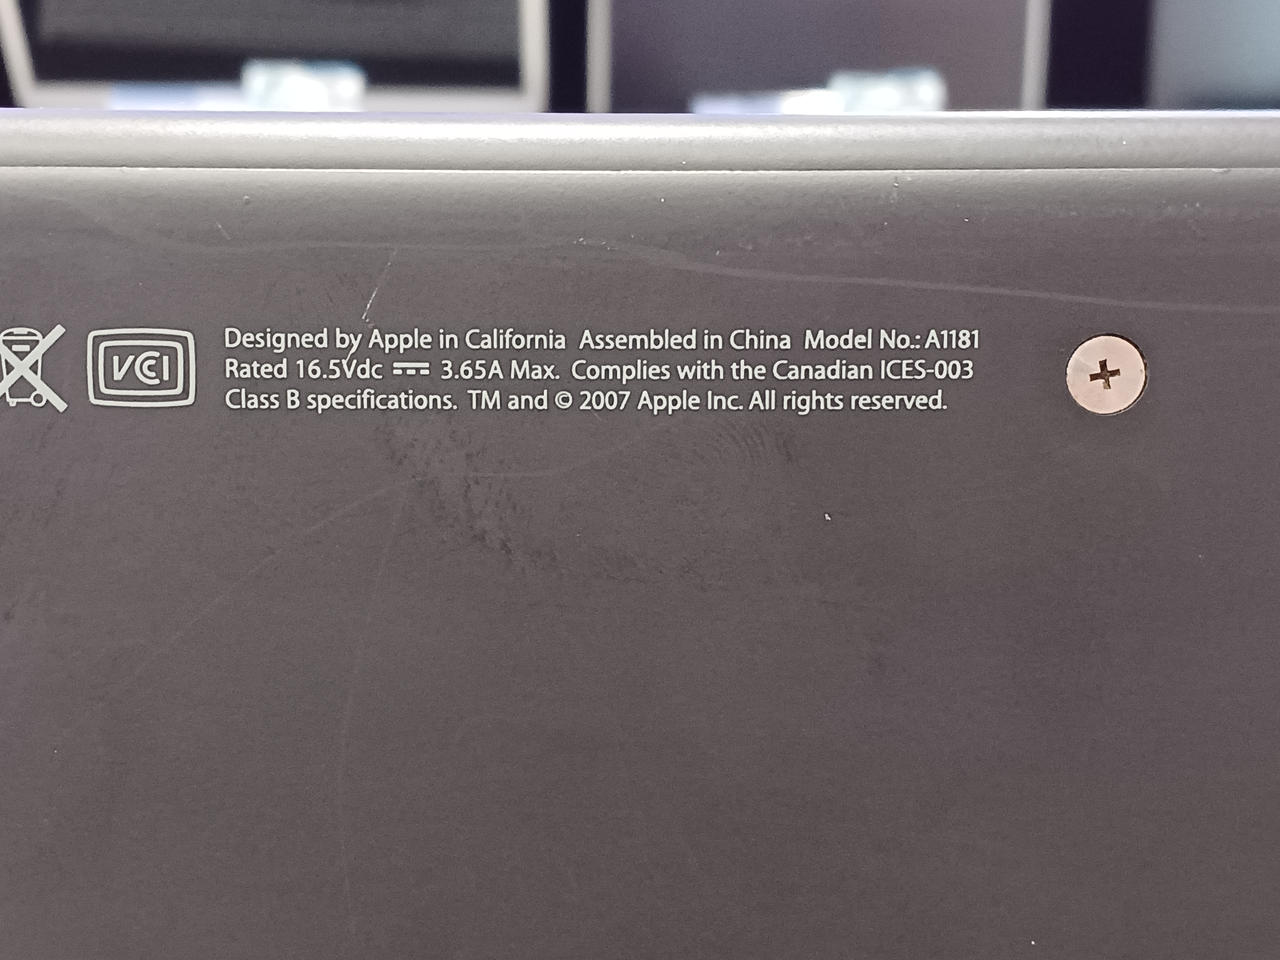 VCI
Designed by Apple in California Assembled in China Model No.: A1181
Rated 16.5Vdc ⎓ 3.65A Max. Complies with the Canadian ICES-003
Class B specifications. TM and © 2007 Apple Inc. All rights reserved.